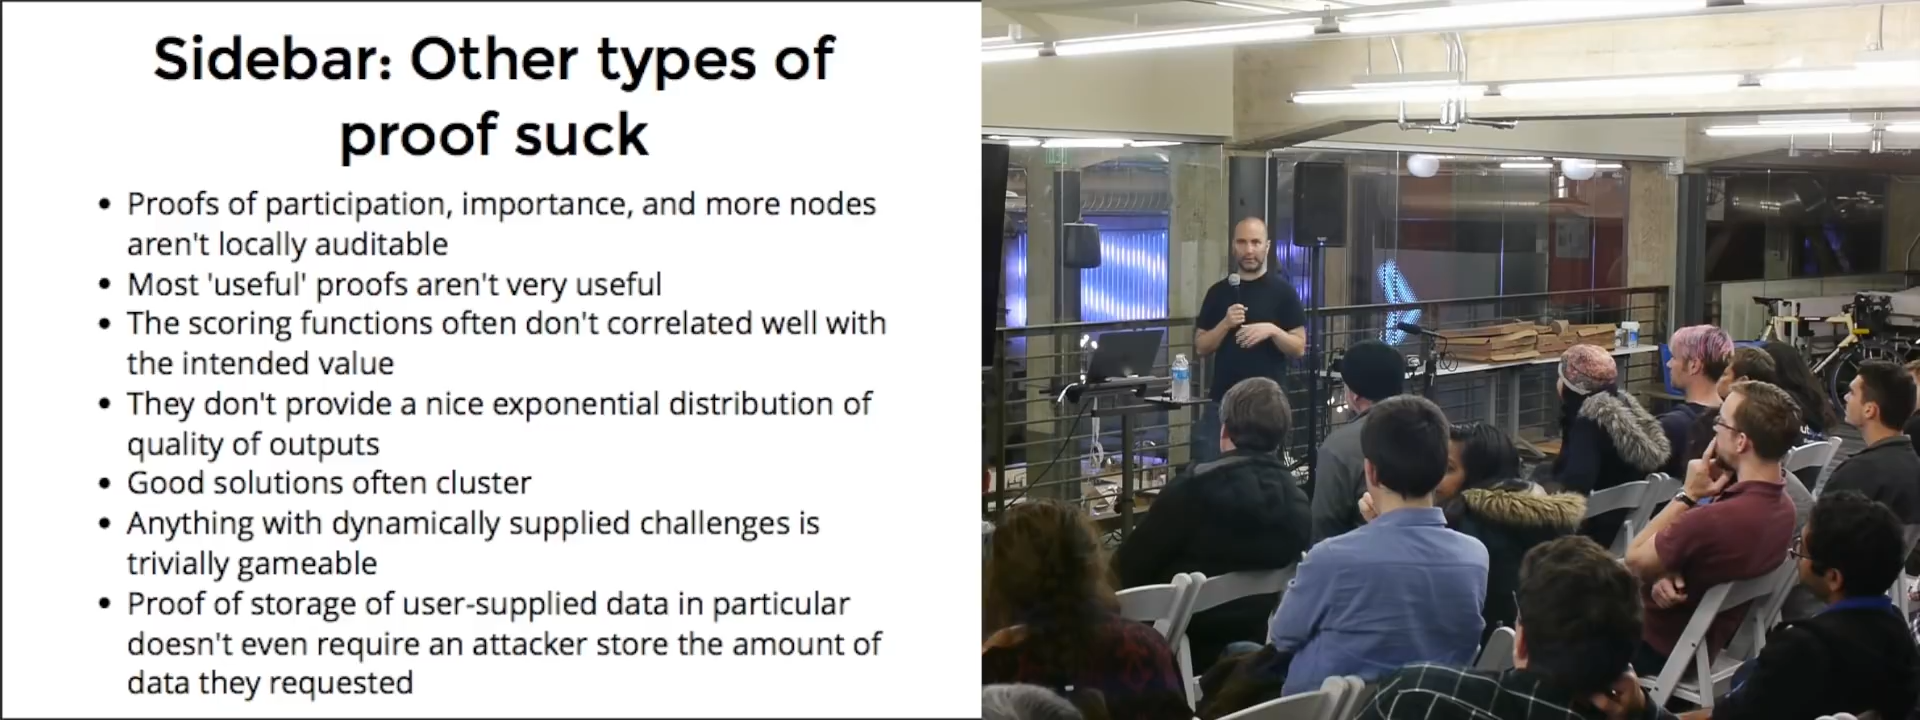 Sidebar: Other types of
proof suck
• Proofs of participation, importance, and more nodes
aren't locally auditable
• Most 'useful' proofs aren't very useful
• The scoring functions often don't correlated well with
the intended value
• They don't provide a nice exponential distribution of
quality of outputs
• Good solutions often cluster
• Anything with dynamically supplied challenges is
trivially gameable
• Proof of storage of user-supplied data in particular
doesn't even require an attacker store the amount of
data they requested